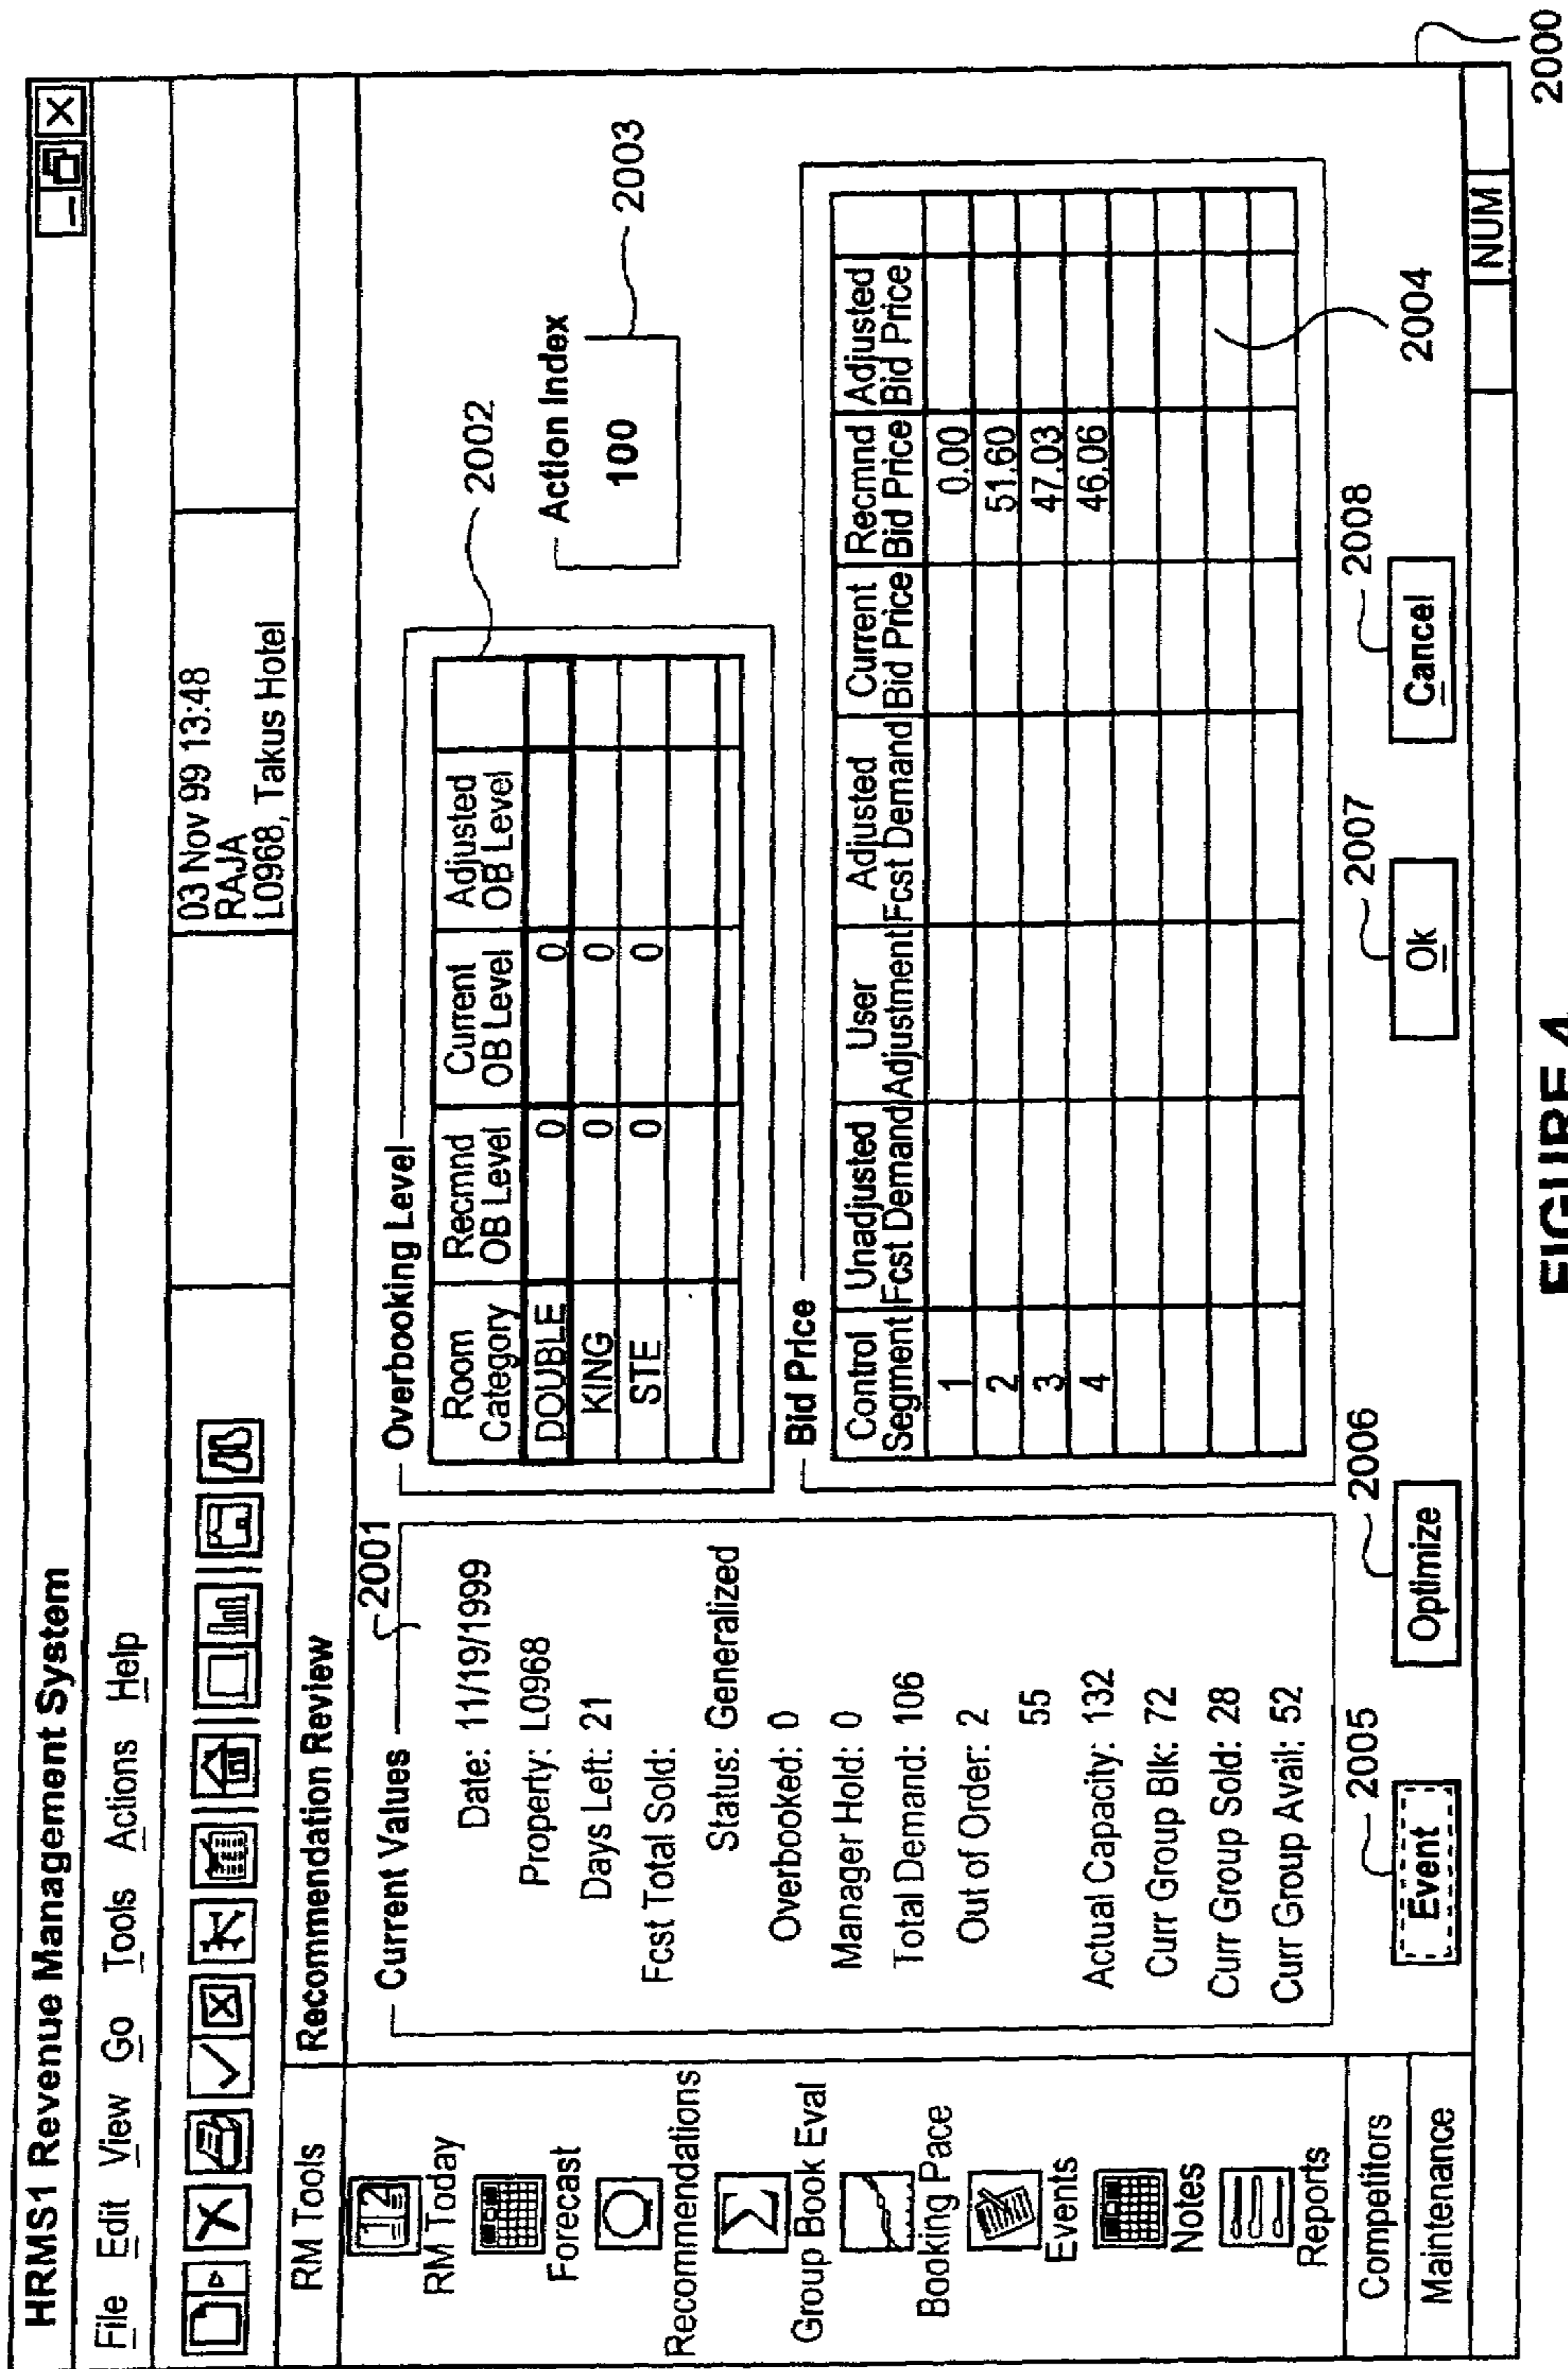 HRMS1 Revenue Management System
File Edit View Go Tools Actions Help
03 Nov 99 13:48
RAJA
L0968, Takus Hotel
RM Tools
Recommendation Review
12
RM Today
Forecast
Recommendations
Σ
Group Book Eval
Booking Pace
Events
Notes
Reports
Competitors
Maintenance
Current Values
2001
Date: 11/19/1999
Property: L0968
Days Left: 21
Fcst Total Sold:
Status: Generalized
Overbooked: 0
Manager Hold: 0
Total Demand: 106
Out of Order: 2
55
Actual Capacity: 132
Curr Group Blk: 72
Curr Group Sold: 28
Curr Group Avail: 52
Overbooking Level
Room Category Recmnd OB Level Current OB Level Adjusted OB Level
DOUBLE 0 0
KING 0 0
STE 0 0
2002
Action Index
100
2003
Bid Price
Control Segment Unadjusted Fcst Demand User Adjustment Adjusted Fcst Demand Current Bid Price Recmnd Bid Price Adjusted Bid Price
1 0.00
2 51.60
3 47.03
4 46.06
2004
2005
Event
2006
Optimize
2007
Ok
2008
Cancel
NUM
2000
FIGURE 4